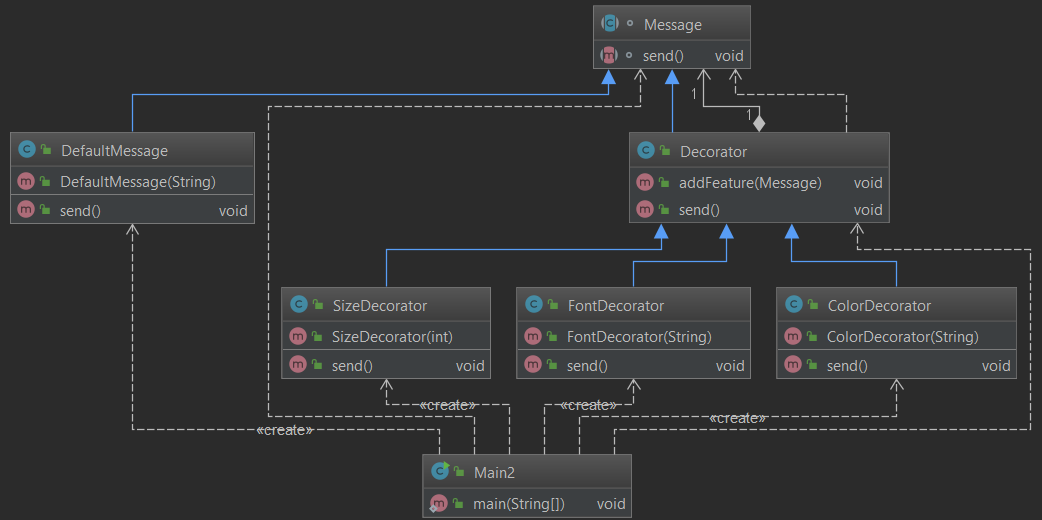 Message
send() void
1
1
DefaultMessage
DefaultMessage(String)
send() void
Decorator
addFeature(Message) void
send() void
SizeDecorator
SizeDecorator(int)
send() void
FontDecorator
FontDecorator(String)
send() void
ColorDecorator
ColorDecorator(String)
send() void
«create»
«create»
«create»
«create»
Main2
main(String[]) void